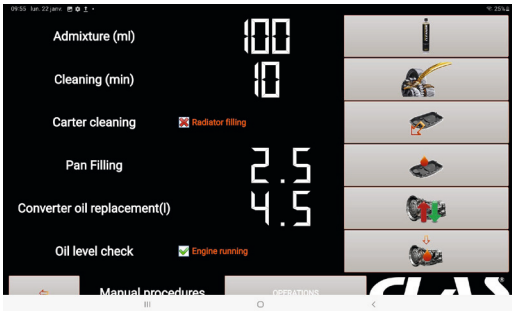 09:55 lun. 22 janv.
25%
Admixture (ml)
100
Cleaning (min)
10
Carter cleaning
Radiator filling
Pan Filling
2.5
Converter oil replacement(l)
4.5
Oil level check
Engine running
Manual procedures
OPERATIONS
CLAS